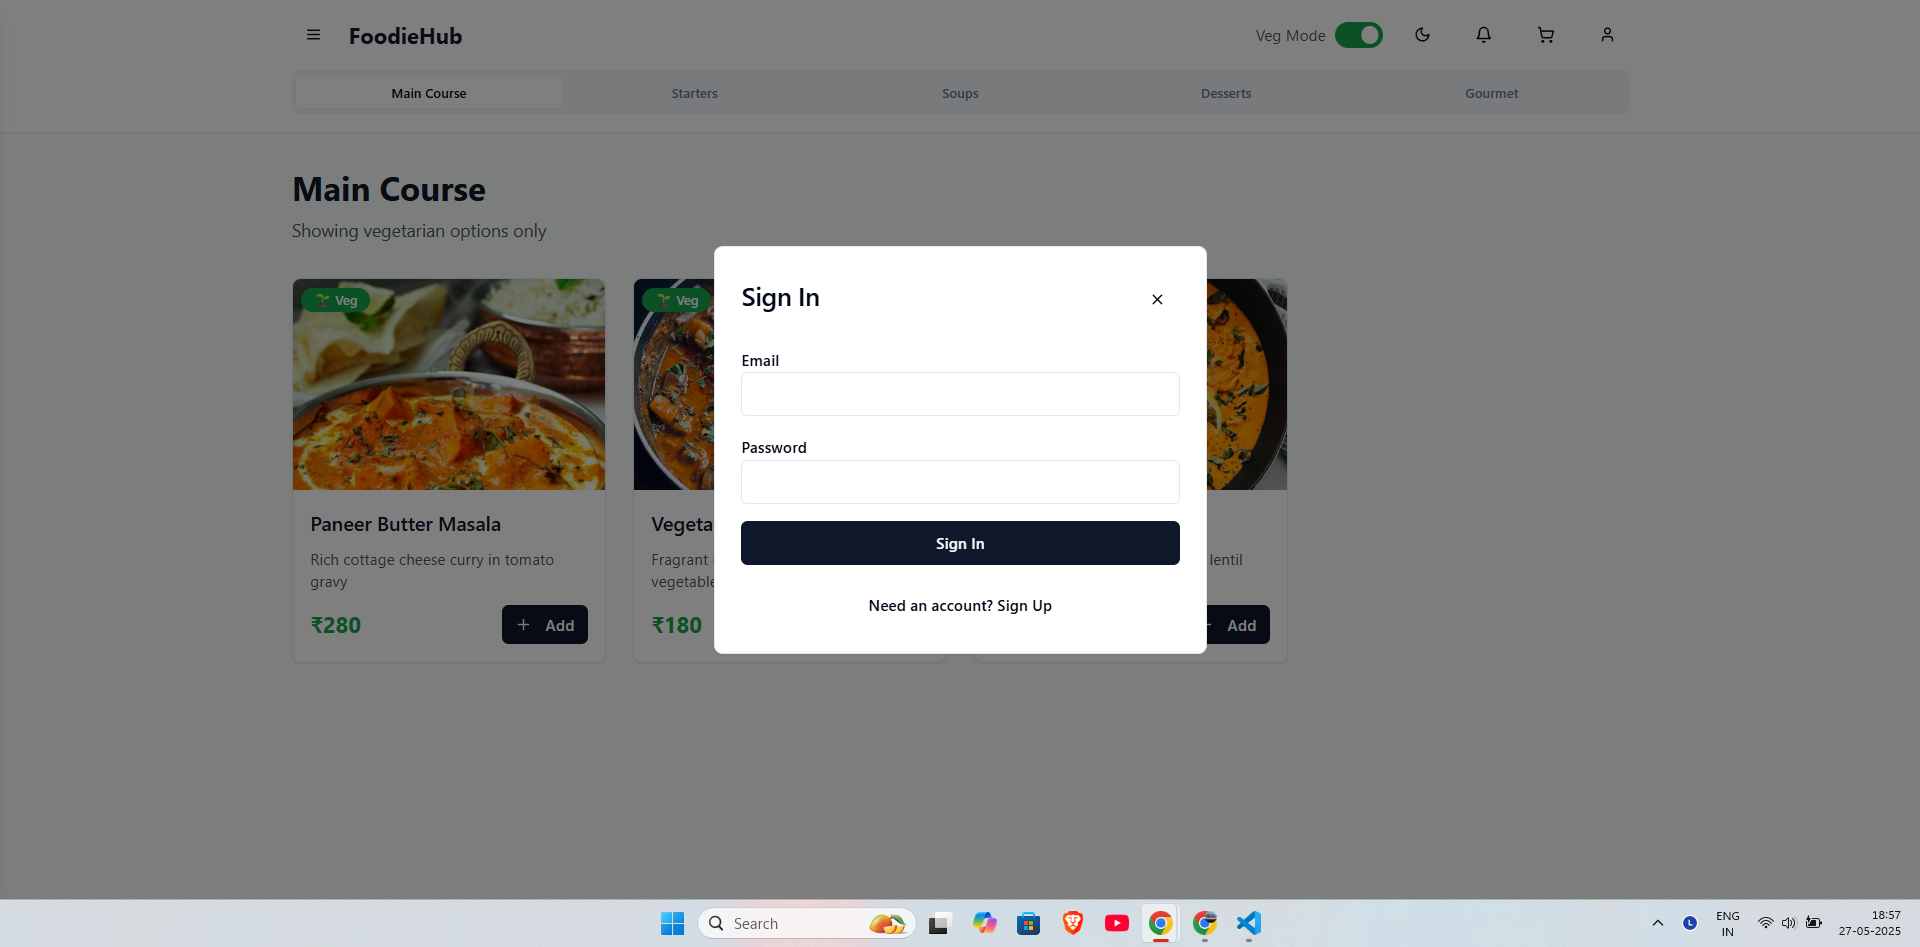 FoodieHub
Veg Mode
Main Course
Starters
Soups
Desserts
Gourmet
Main Course
Showing vegetarian options only
Veg
Veg
Sign In
Email
Password
Sign In
Need an account? Sign Up
Paneer Butter Masala
Rich cottage cheese curry in tomato
gravy
₹280
Add
Vegeta
Fragrant
vegetable
₹180
lentil
Add
Search
L
ENG
IN
18:57
27-05-2025